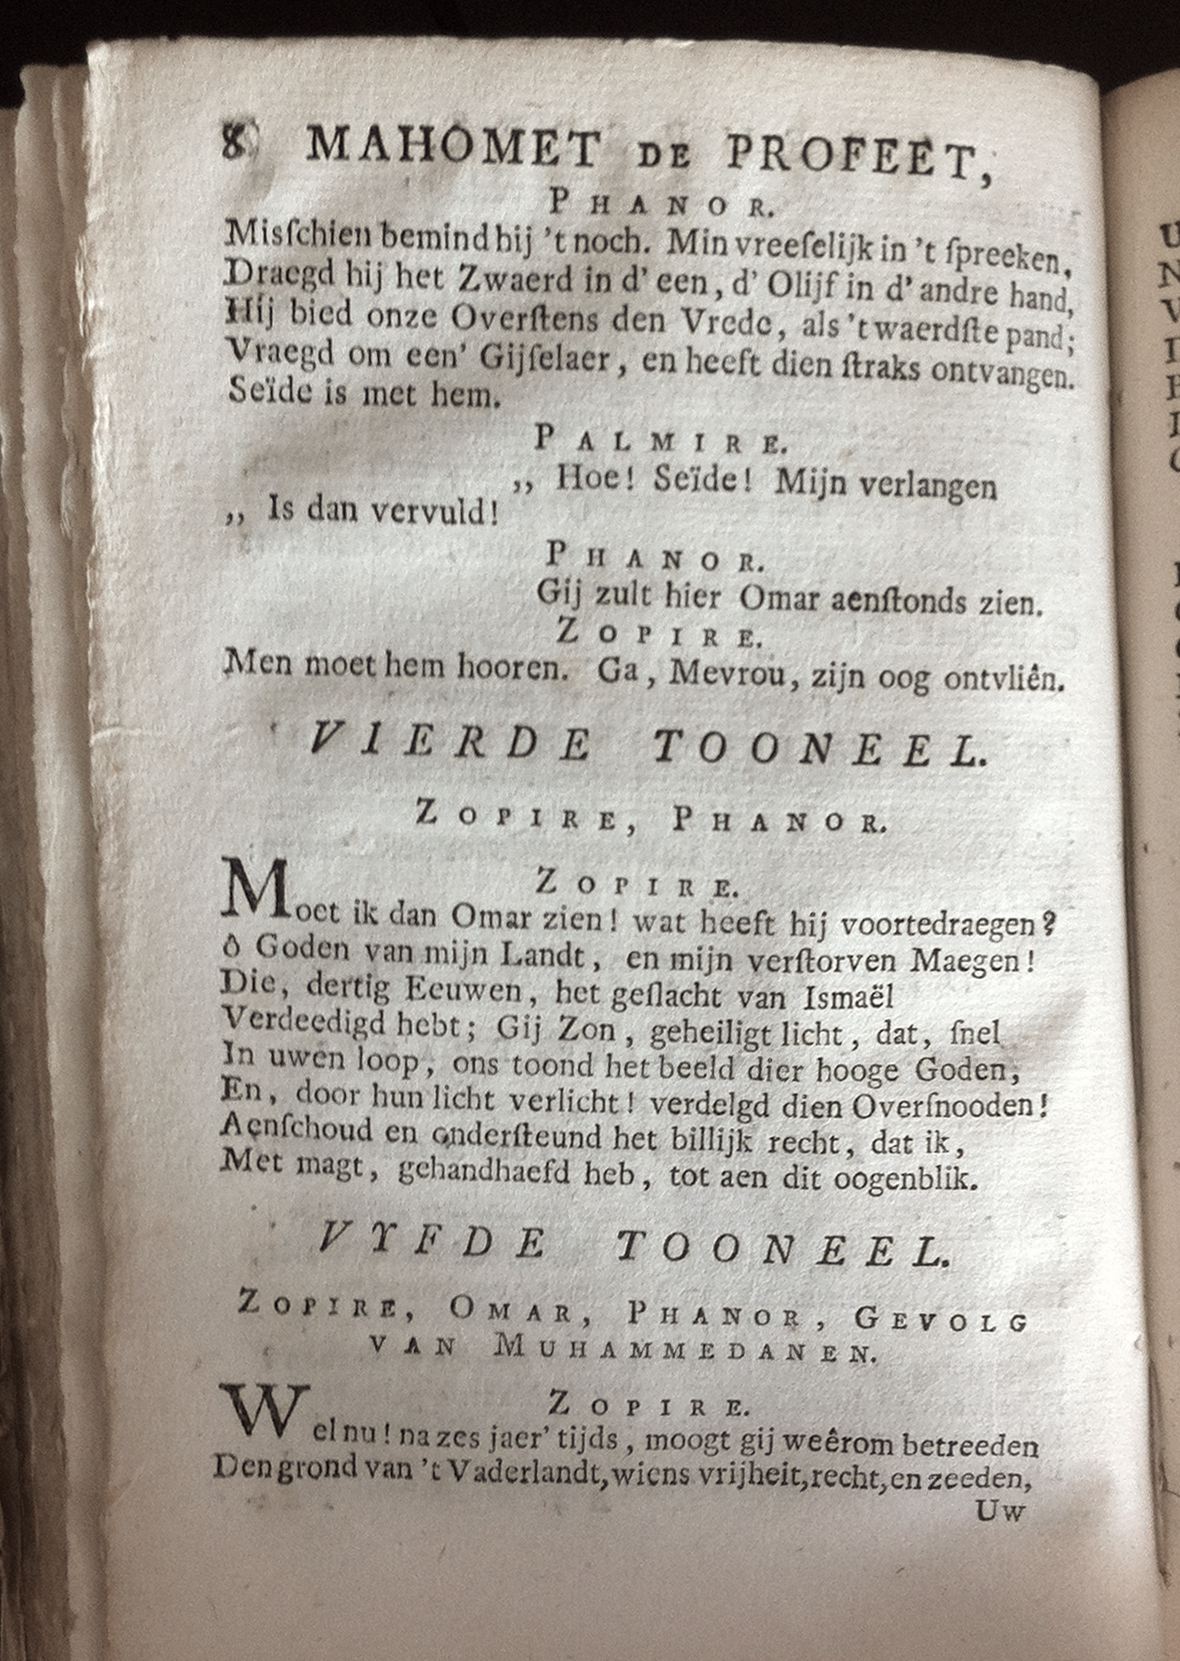 8 MAHOMET DE PROFEET,
PHANOR.
Misſchien bemind hij 't noch. Min vreeſelijk in 't ſpreeken,
Draegd hij het Zwaerd in d' een, d' Olijf in d' andre hand,
Hij bied onze Overſtens den Vrede, als 't waerdſte pand;
Vraegd om een' Gijſelaer, en heeft dien ſtraks ontvangen.
Seïde is met hem.
PALMIRE.
„ Hoe! Seïde! Mijn verlangen
„ Is dan vervuld!
PHANOR.
Gij zult hier Omar aenſtonds zien.
ZOPIRE.
Men moet hem hooren. Ga, Mevrou, zijn oog ontvliên.
VIERDE TOONEEL.
ZOPIRE, PHANOR.
ZOPIRE.
Moet ik dan Omar zien! wat heeft hij voortedraegen?
ô Goden van mijn Landt, en mijn verſtorven Maegen!
Die, dertig Eeuwen, het geſlacht van Ismaël
Verdeedigd hebt; Gij Zon, geheiligt licht, dat, ſnel
In uwen loop, ons toond het beeld dier hooge Goden,
En, door hun licht verlicht! verdelgd dien Overſnooden!
Aenſchoud en onderſteund het billijk recht, dat ik,
Met magt, gehandhaefd heb, tot aen dit oogenblik.
VYFDE TOONEEL.
ZOPIRE, OMAR, PHANOR, GEVOLG
VAN MUHAMMEDANEN.
ZOPIRE.
Wel nu! na zes jaer' tijds, moogt gij weêrom betreeden
Den grond van 't Vaderlandt, wiens vrijheit, recht, en zeeden,
Uw